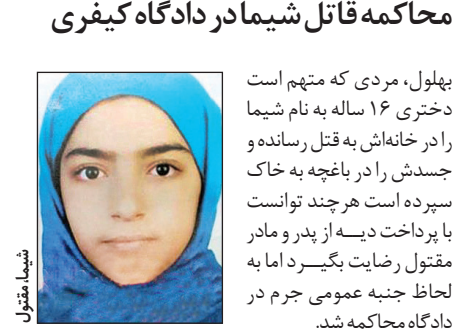 محاکمه قاتل شیما در دادگاه کیفری
بهلول، مردی که متهم است
دختری ۱۶ ساله به نام شیما
را در خانه‌اش به قتل رسانده و
جسدش را در باغچه به خاک
سپرده است هرچند توانست
با پرداخت دیـه از پدر و مادر
مقتول رضایت بگیـرد اما به
لحاظ جنبه عمومی جرم در
دادگاه محاکمه شد.
شیما، مقتول